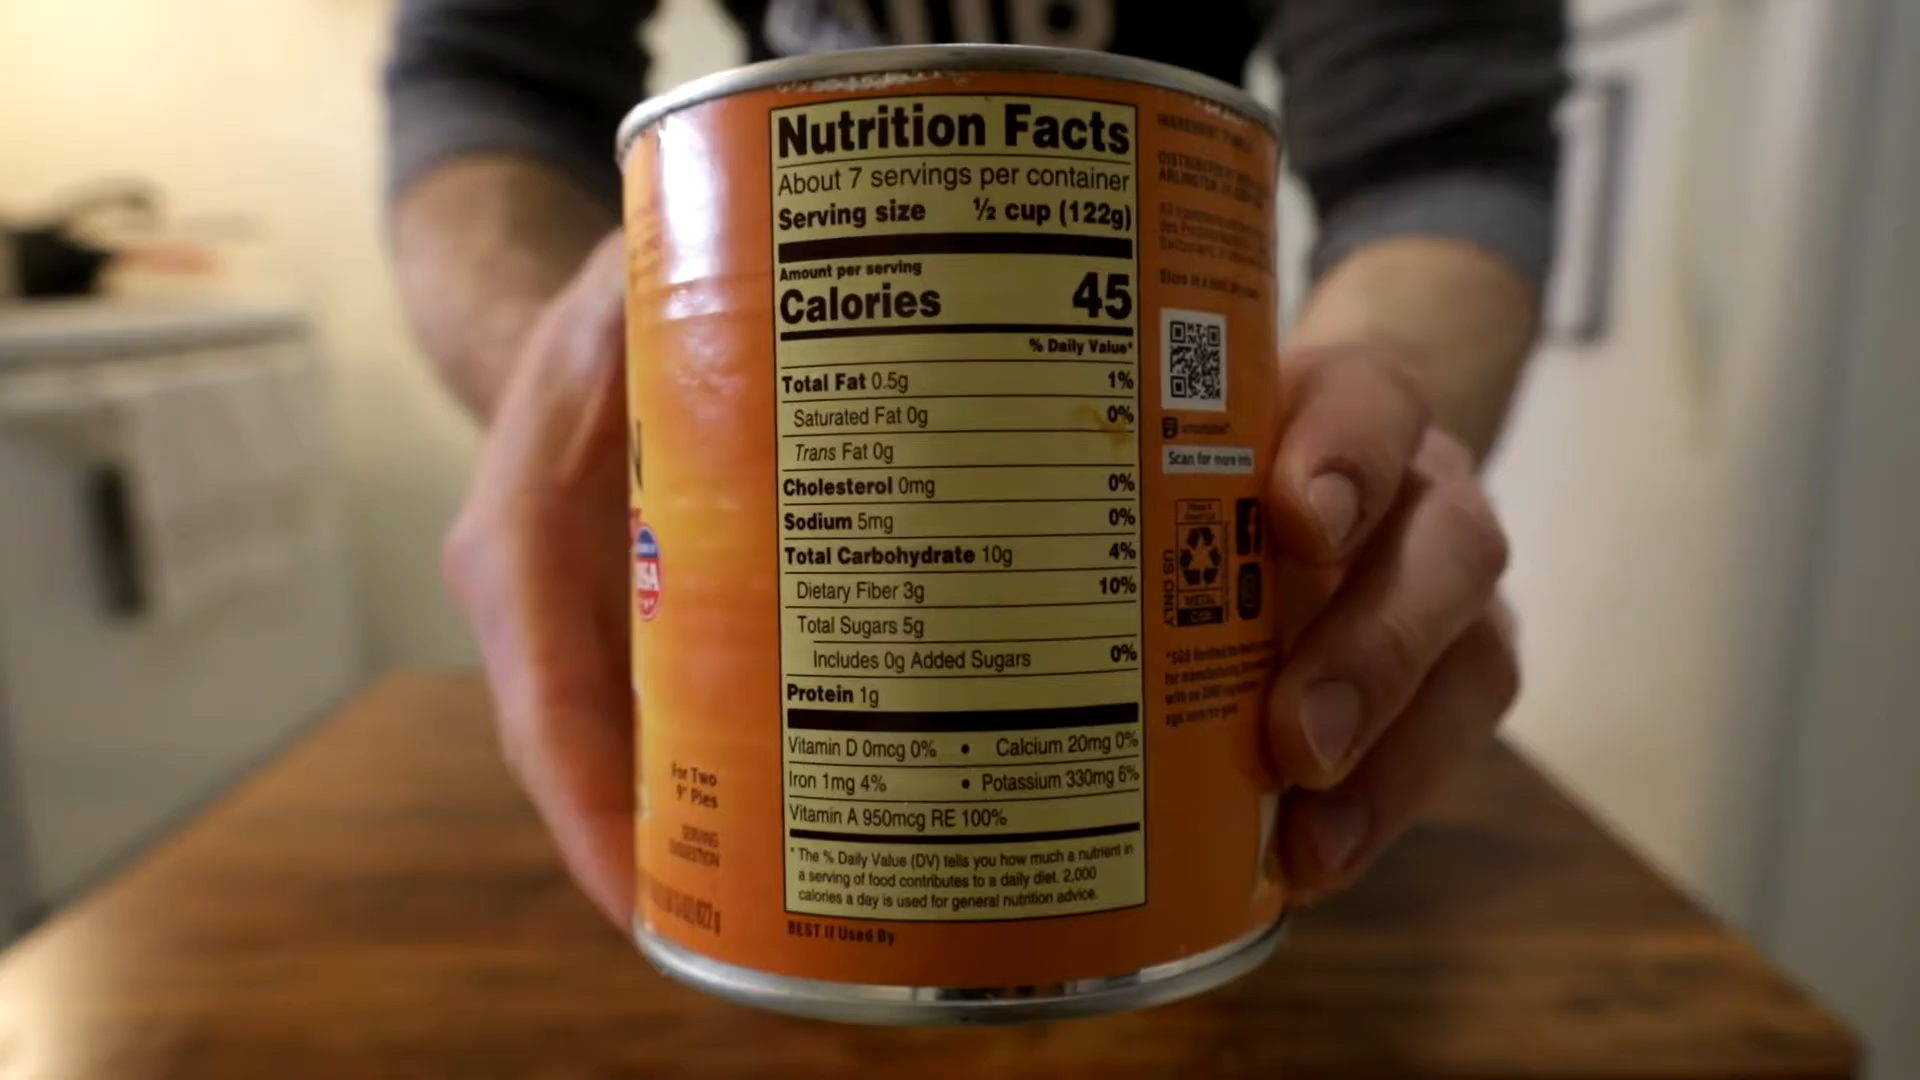 Nutrition Facts
About 7 servings per container
Serving size ½ cup (122g)
Amount per serving
Calories 45
% Daily Value*
Total Fat 0.5g 1%
Saturated Fat 0g 0%
Trans Fat 0g
Cholesterol 0mg 0%
Sodium 5mg 0%
Total Carbohydrate 10g 4%
Dietary Fiber 3g 10%
Total Sugars 5g
Includes 0g Added Sugars 0%
Protein 1g
Vitamin D 0mcg 0% • Calcium 20mg 0%
Iron 1mg 4% • Potassium 330mg 6%
Vitamin A 950mcg RE 100%
* The % Daily Value (DV) tells you how much a nutrient in
a serving of food contributes to a daily diet. 2,000
calories a day is used for general nutrition advice.
BEST If Used By
For Two
9" Pies
SERVING
SUGGESTION
Scan for more info
US ONLY
METAL
CAN